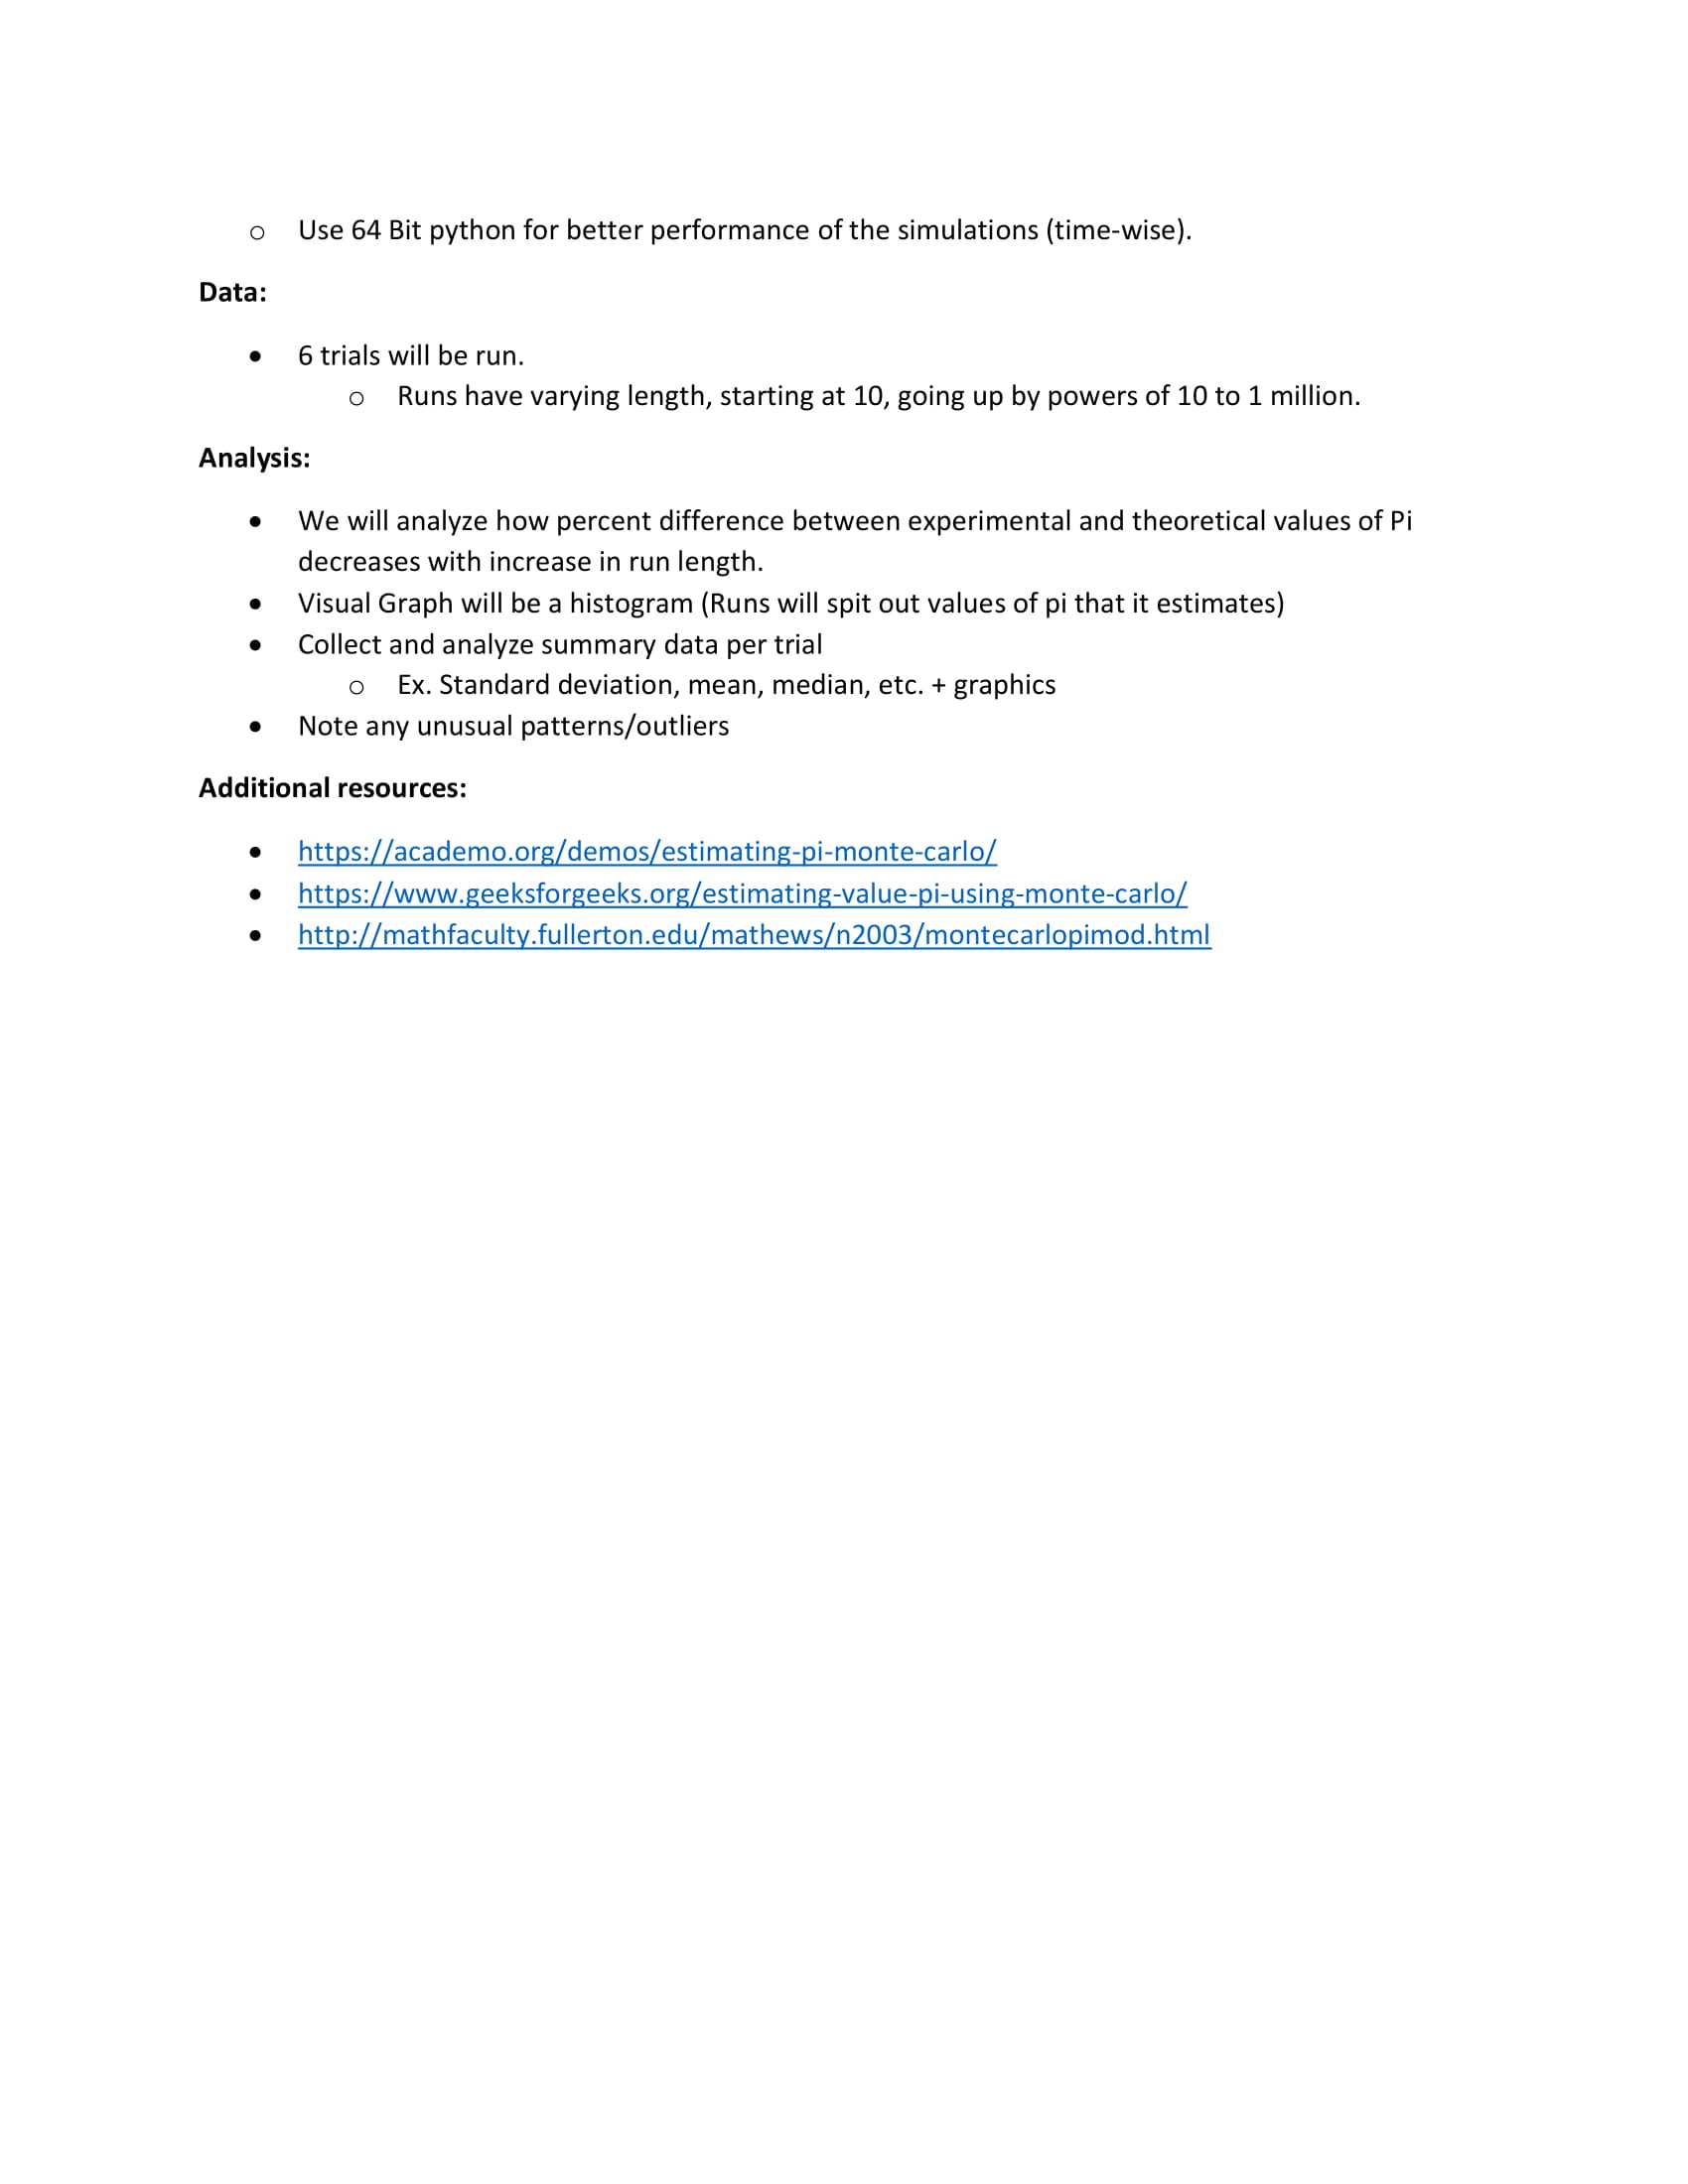 o Use 64 Bit python for better performance of the simulations (time-wise).
Data:
• 6 trials will be run.
o Runs have varying length, starting at 10, going up by powers of 10 to 1 million.
Analysis:
• We will analyze how percent difference between experimental and theoretical values of Pi
decreases with increase in run length.
• Visual Graph will be a histogram (Runs will spit out values of pi that it estimates)
• Collect and analyze summary data per trial
o Ex. Standard deviation, mean, median, etc. + graphics
• Note any unusual patterns/outliers
Additional resources:
• https://academo.org/demos/estimating-pi-monte-carlo/
• https://www.geeksforgeeks.org/estimating-value-pi-using-monte-carlo/
• http://mathfaculty.fullerton.edu/mathews/n2003/montecarlopimod.html